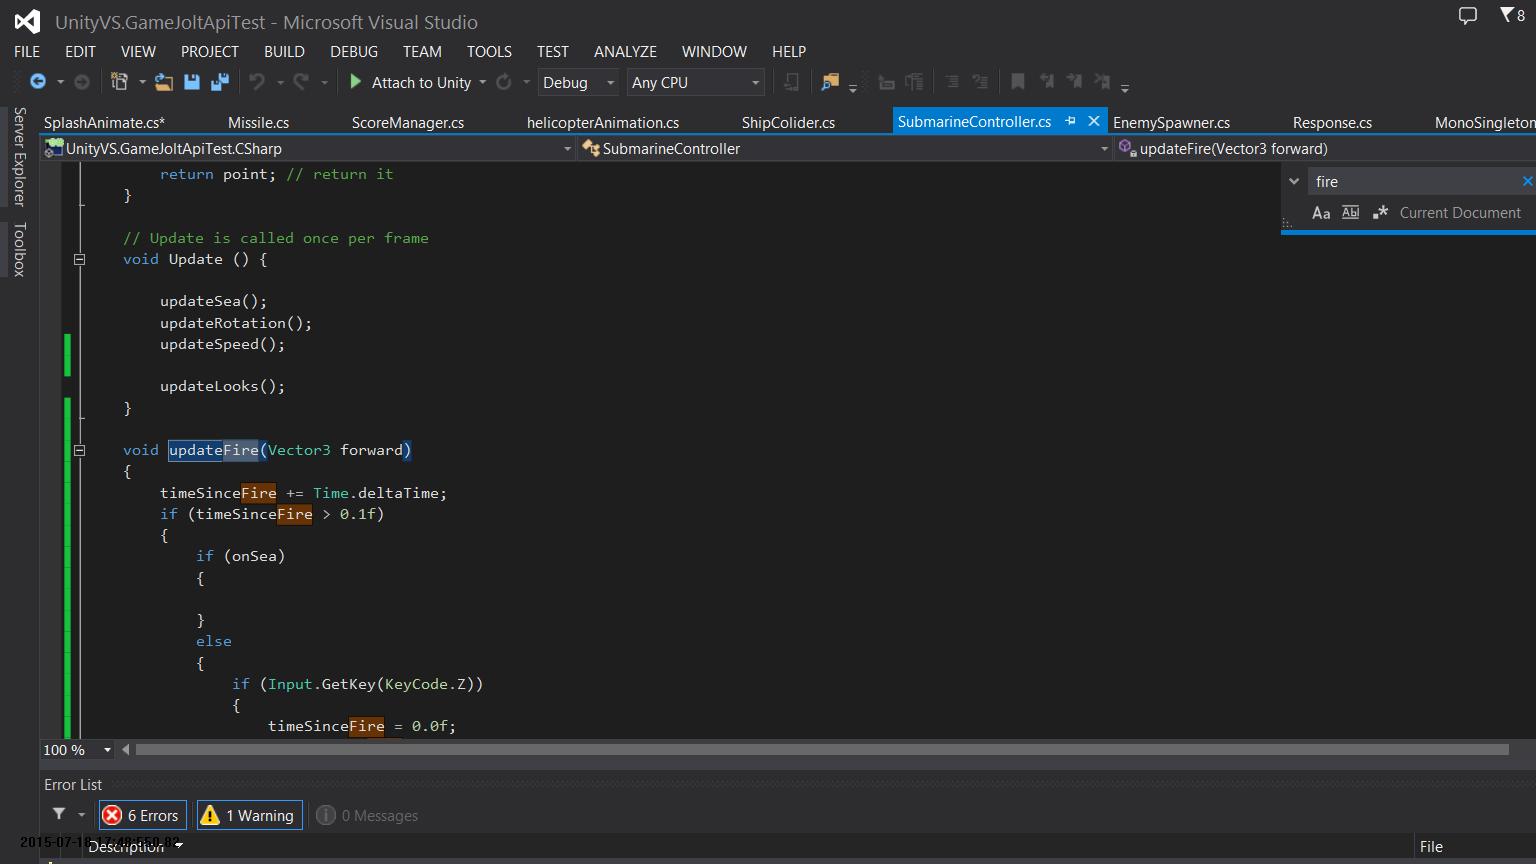 UnityVS.GameJoltApiTest - Microsoft Visual Studio
8
FILE EDIT VIEW PROJECT BUILD DEBUG TEAM TOOLS TEST ANALYZE WINDOW HELP
Attach to Unity Debug Any CPU
Server Explorer
Toolbox
SplashAnimate.cs* Missile.cs ScoreManager.cs helicopterAnimation.cs ShipColider.cs SubmarineController.cs EnemySpawner.cs Response.cs MonoSingleton
UnityVS.GameJoltApiTest.CSharp SubmarineController updateFire(Vector3 forward)
fire
Aa Abl .* Current Document
return point; // return it
}
// Update is called once per frame
void Update () {
updateSea();
updateRotation();
updateSpeed();
updateLooks();
}
void updateFire(Vector3 forward)
{
timeSinceFire += Time.deltaTime;
if (timeSinceFire > 0.1f)
{
if (onSea)
{
}
else
{
if (Input.GetKey(KeyCode.Z))
{
timeSinceFire = 0.0f;
100 %
Error List
6 Errors 1 Warning 0 Messages
Description File